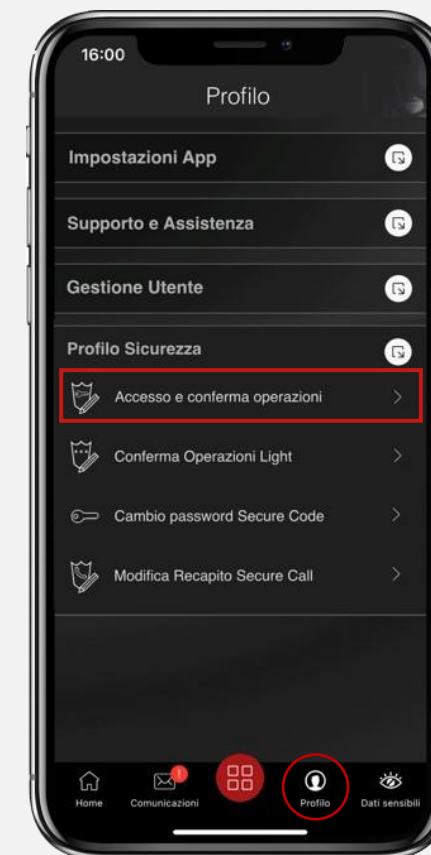 16:00
Profilo
Impostazioni App
Supporto e Assistenza
Gestione Utente
Profilo Sicurezza
Accesso e conferma operazioni
Conferma Operazioni Light
Cambio password Secure Code
Modifica Recapito Secure Call
Home
Comunicazioni
Profilo
Dati sensibili